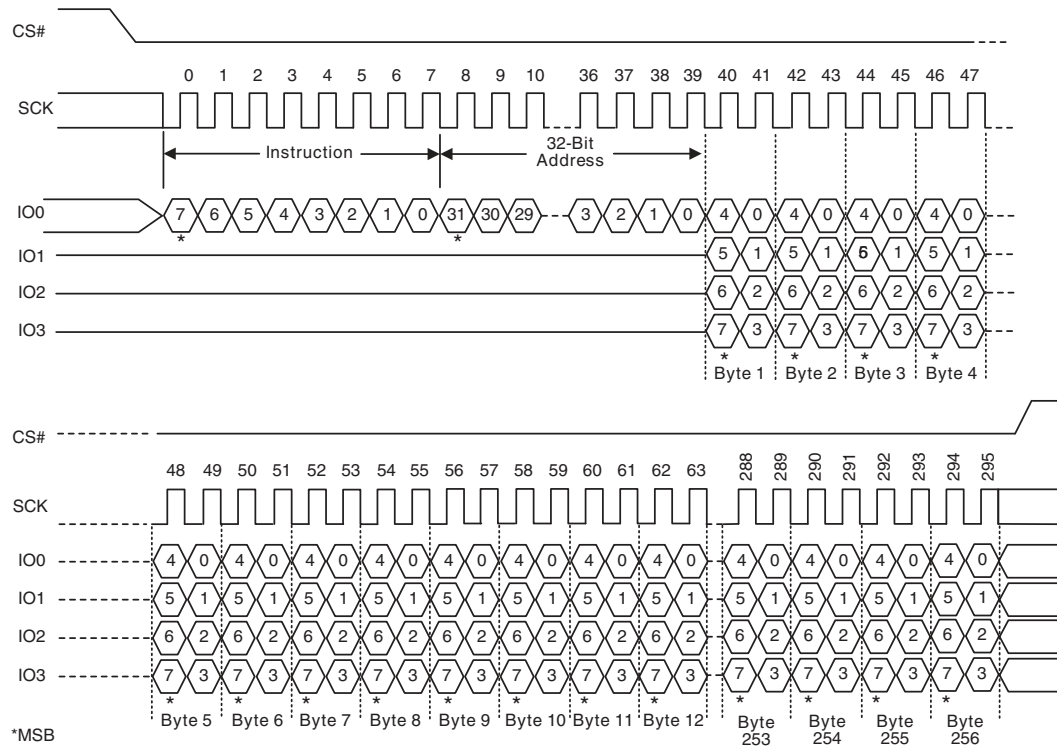 CS#
0 1 2 3 4 5 6 7 8 9 10 36 37 38 39 40 41 42 43 44 45 46 47
SCK
Instruction
32-Bit
Address
IO0 7 6 5 4 3 2 1 0 31 30 29 3 2 1 0 4 0 4 0 4 0 4 0
* *
IO1 5 1 5 1 6 1 5 1
IO2 6 2 6 2 6 2 6 2
IO3 7 3 7 3 7 3 7 3
* * * *
Byte 1 Byte 2 Byte 3 Byte 4
CS#
48 49 50 51 52 53 54 55 56 57 58 59 60 61 62 63 288 289 290 291 292 293 294 295
SCK
IO0 4 0 4 0 4 0 4 0 4 0 4 0 4 0 4 0 4 0 4 0 4 0 4 0
IO1 5 1 5 1 5 1 5 1 5 1 5 1 5 1 5 1 5 1 5 1 5 1 5 1
IO2 6 2 6 2 6 2 6 2 6 2 6 2 6 2 6 2 6 2 6 2 6 2 6 2
IO3 7 3 7 3 7 3 7 3 7 3 7 3 7 3 7 3 7 3 7 3 7 3 7 3
* * * * * * * * * * * *
Byte 5 Byte 6 Byte 7 Byte 8 Byte 9 Byte 10 Byte 11 Byte 12 Byte 253 Byte 254 Byte 255 Byte 256
*MSB